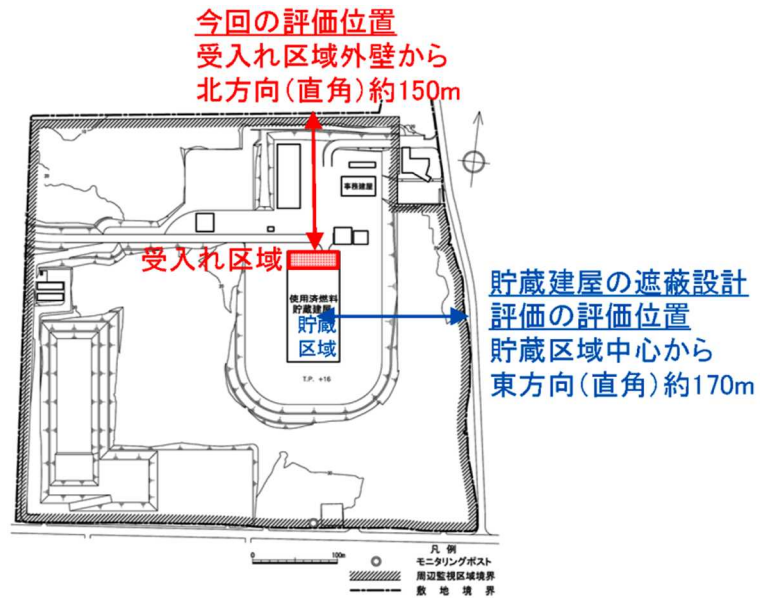 今回の評価位置
受入れ区域外壁から
北方向(直角)約150m
事務建屋
受入れ区域
使用済燃料
貯蔵建屋
貯蔵
区域
T.P. +16
貯蔵建屋の遮蔽設計
評価の評価位置
貯蔵区域中心から
東方向(直角)約170m
0 100m
凡 例
モニタリングポスト
周辺監視区域境界
敷 地 境 界